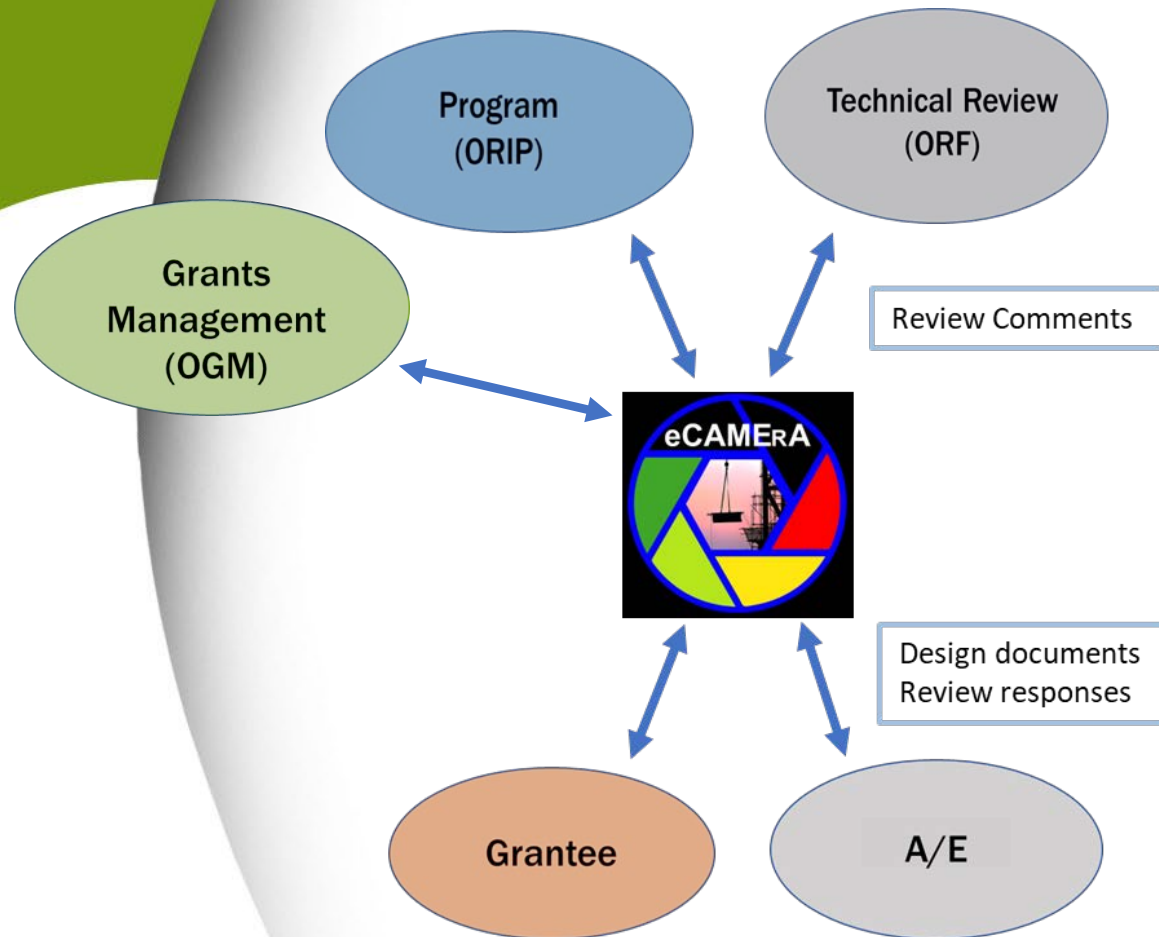 Program
(ORIP)
Technical Review
(ORF)
Grants
Management
(OGM)
Review Comments
eCAMERA
Design documents
Review responses
Grantee
A/E